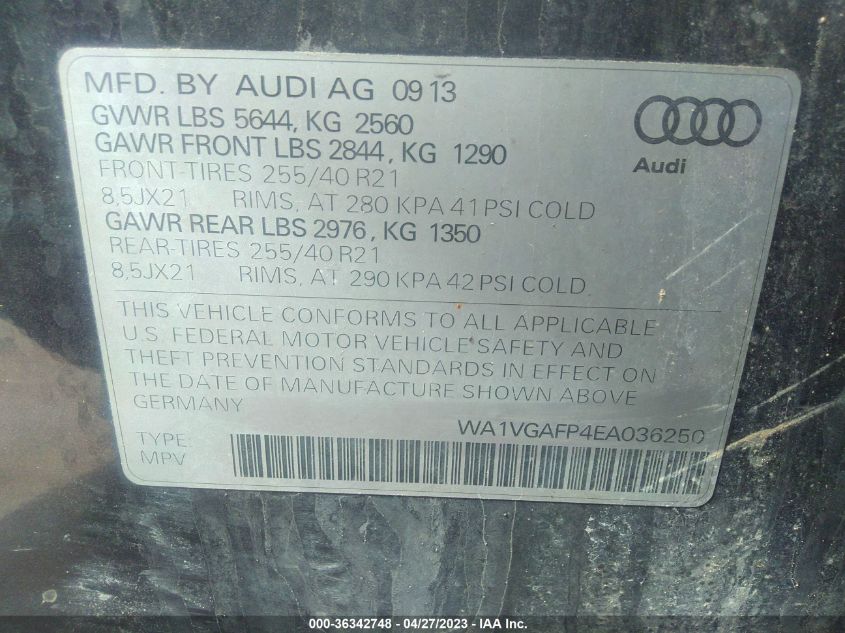 MFD. BY AUDI AG 09 13
GVWR LBS 5644, KG 2560
GAWR FRONT LBS 2844, KG 1290
FRONT-TIRES 255/40 R21
8,5JX21 RIMS, AT 280 KPA 41 PSI COLD
GAWR REAR LBS 2976, KG 1350
REAR-TIRES 255/40 R21
8,5JX21 RIMS, AT 290 KPA 42 PSI COLD
Audi
THIS VEHICLE CONFORMS TO ALL APPLICABLE
U.S. FEDERAL MOTOR VEHICLE SAFETY AND
THEFT PREVENTION STANDARDS IN EFFECT ON
THE DATE OF MANUFACTURE SHOWN ABOVE
GERMANY
WA1VGAFP4EA036250
TYPE:
MPV
000-36342748 - 04/27/2023 - IAAI.com